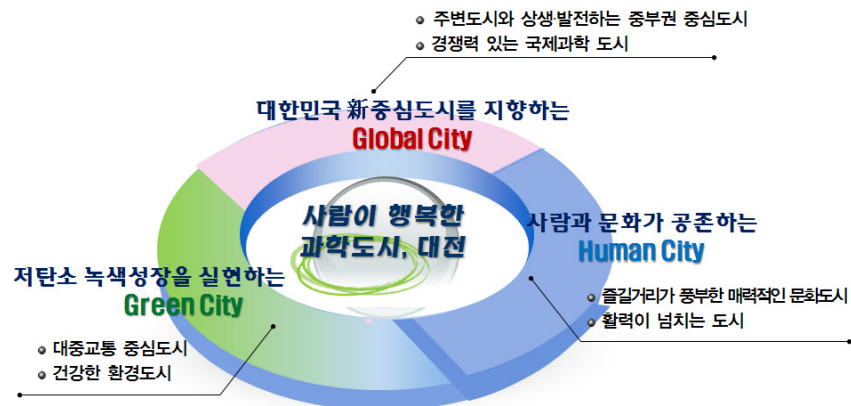 주변도시와 상생·발전하는 중부권 중심도시
경쟁력 있는 국제과학 도시
대한민국 新중심도시를 지향하는
Global City
사람이 행복한
과학도시, 대전
사람과 문화가 공존하는
Human City
즐길거리가 풍부한 매력적인 문화도시
활력이 넘치는 도시
저탄소 녹색성장을 실현하는
Green City
대중교통 중심도시
건강한 환경도시